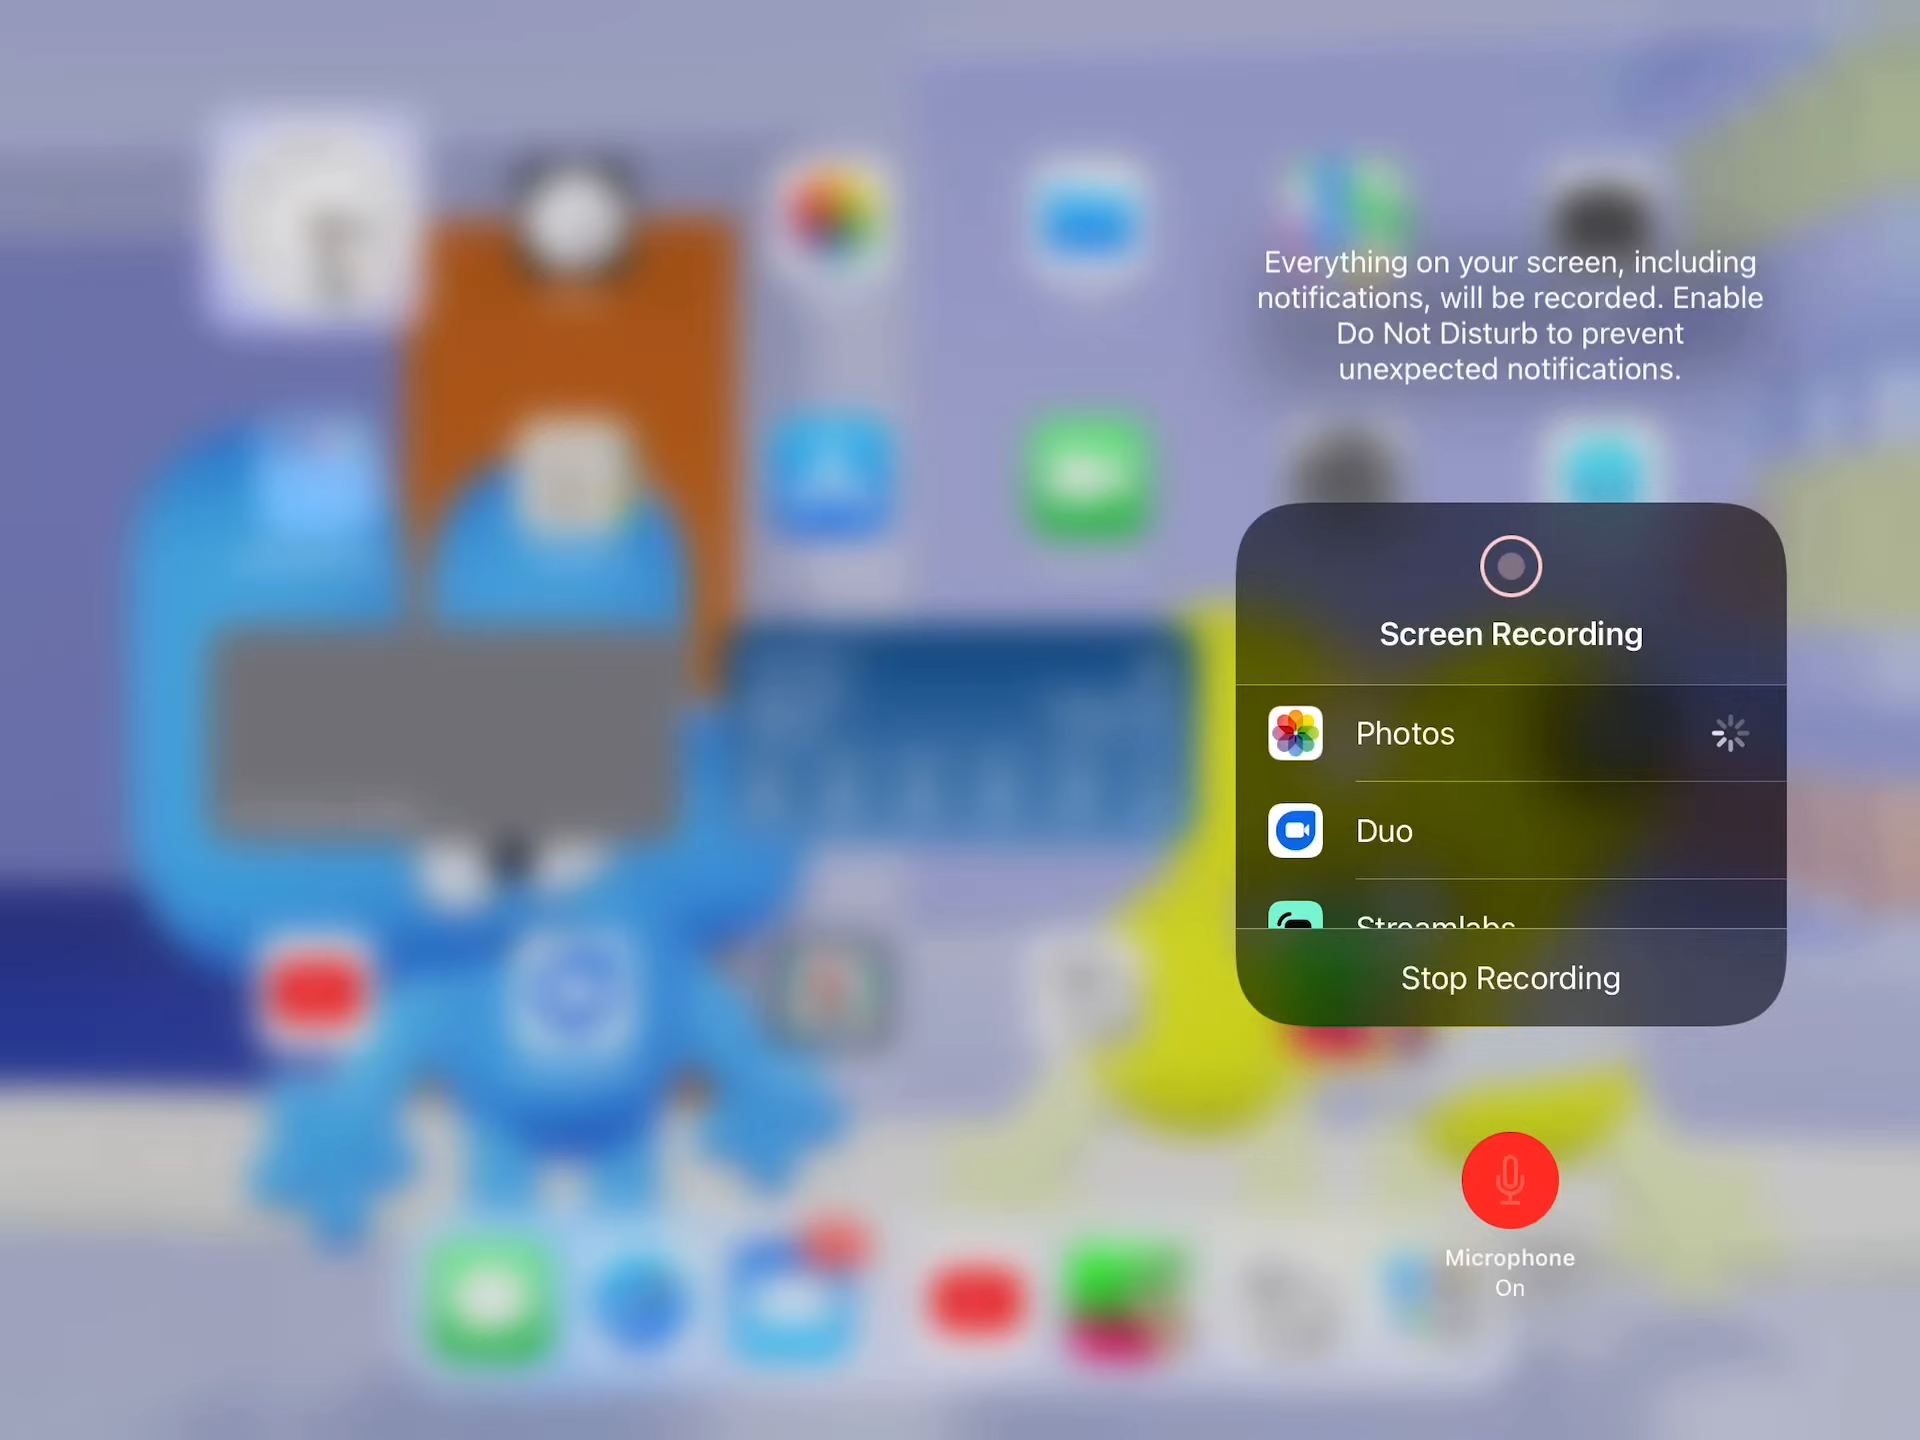 Everything on your screen, including
notifications, will be recorded. Enable
Do Not Disturb to prevent
unexpected notifications.
Screen Recording
Photos
Duo
Streamlabs
Stop Recording
Microphone
On